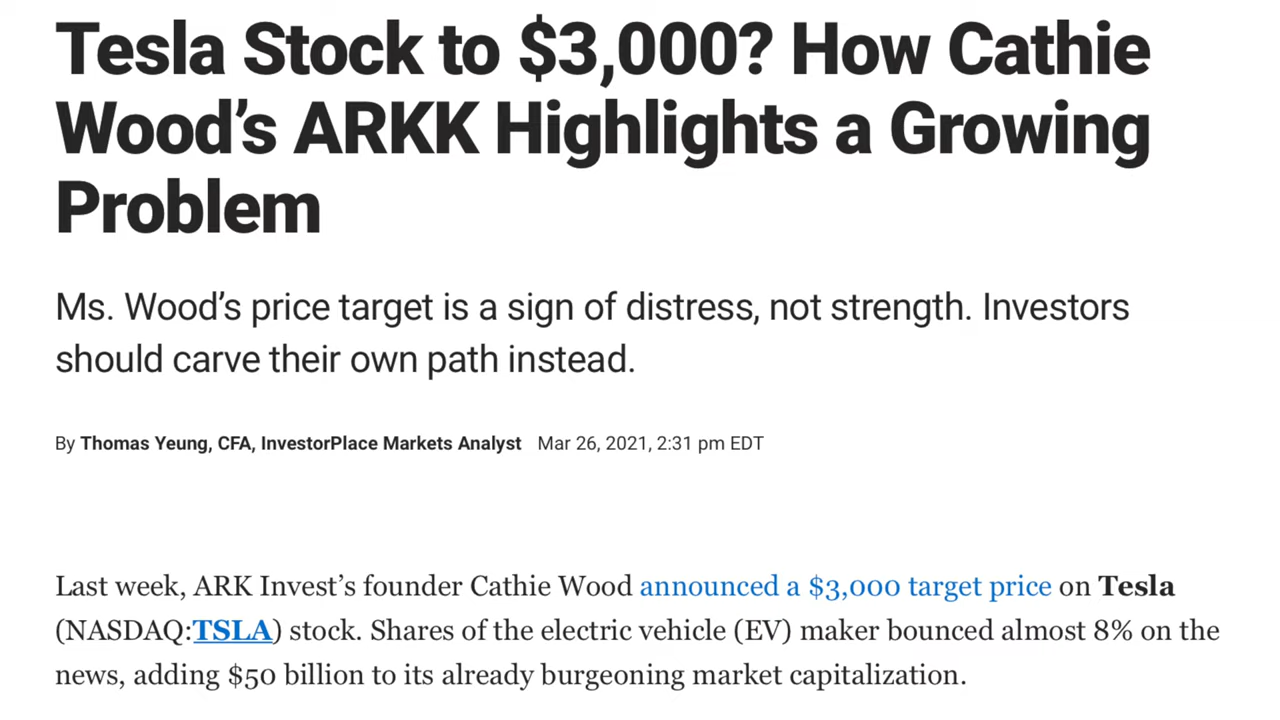 Tesla Stock to $3,000? How Cathie
Wood’s ARKK Highlights a Growing
Problem
Ms. Wood’s price target is a sign of distress, not strength. Investors
should carve their own path instead.
By Thomas Yeung, CFA, InvestorPlace Markets Analyst Mar 26, 2021, 2:31 pm EDT
Last week, ARK Invest’s founder Cathie Wood announced a $3,000 target price on Tesla
(NASDAQ:TSLA) stock. Shares of the electric vehicle (EV) maker bounced almost 8% on the
news, adding $50 billion to its already burgeoning market capitalization.